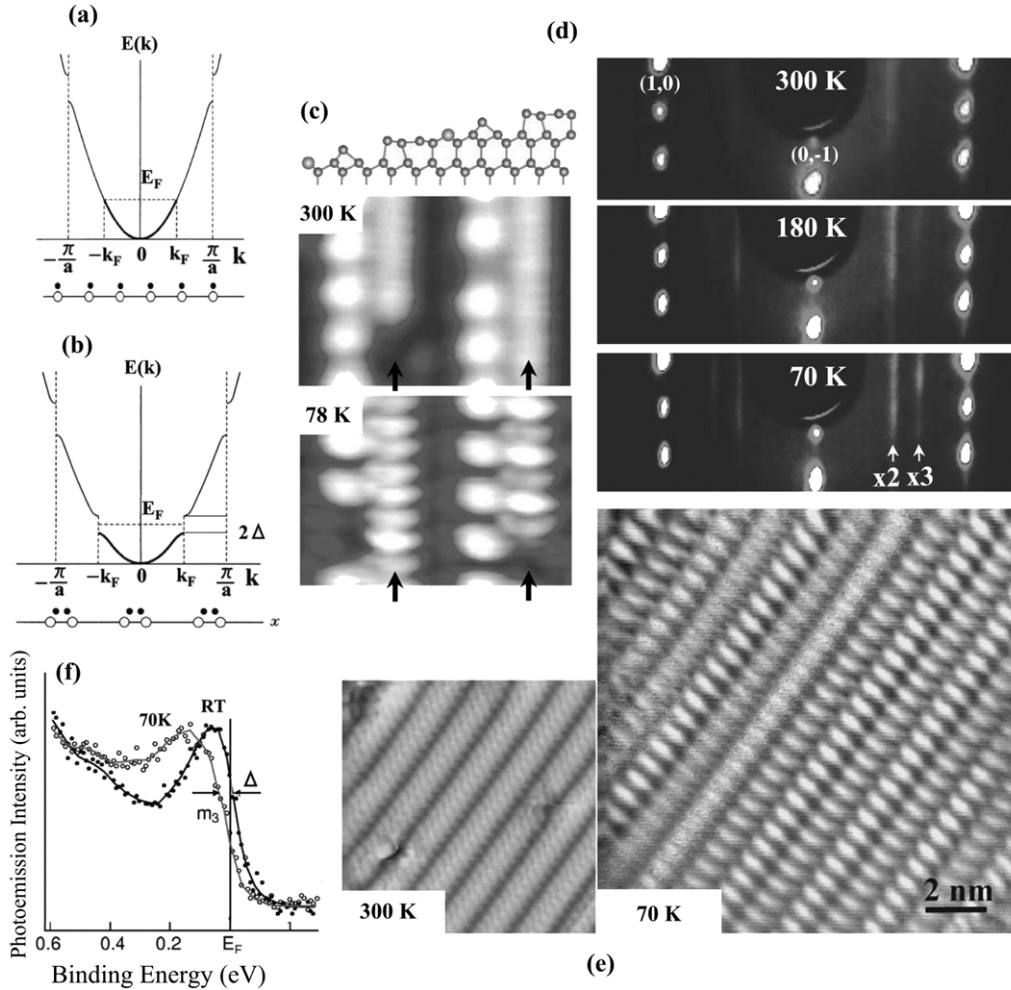 (a)
E(k)
E_F
-π/a -k_F 0 k_F π/a k
(b)
E(k)
E_F
2Δ
-π/a -k_F 0 k_F π/a k
x
(c)
300 K
78 K
(d)
300 K
(1,0)
(0,-1)
180 K
70 K
x2 x3
(f)
Photoemission Intensity (arb. units)
70K
RT
Δ
m₃
0.6 0.4 0.2 E_F
Binding Energy (eV)
300 K
70 K
2 nm
(e)